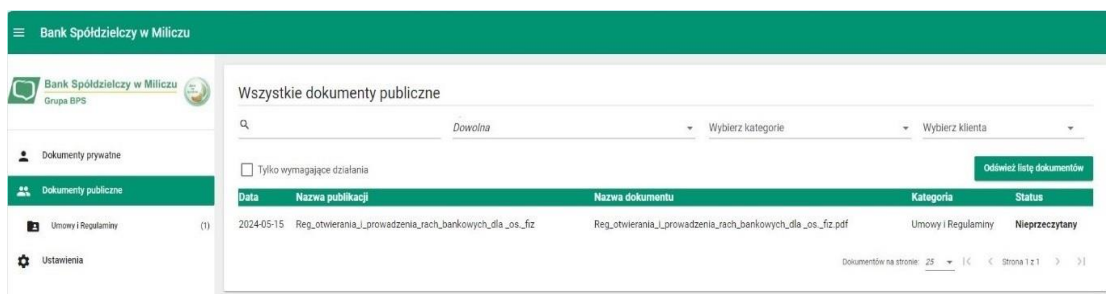 Bank Spółdzielczy w Miliczu
Bank Spółdzielczy w Miliczu
Grupa BPS
Dokumenty prywatne
Dokumenty publiczne
Umowy i Regulaminy (1)
Ustawienia
Wszystkie dokumenty publiczne
Dowolna Wybierz kategorie Wybierz klienta
Tylko wymagające działania
Odśwież listę dokumentów
Data Nazwa publikacji Nazwa dokumentu Kategoria Status
2024-05-15 Reg_otwierania_i_prowadzenia_rach_bankowych_dla_os._fiz Reg_otwierania_i_prowadzenia_rach_bankowych_dla_os._fiz.pdf Umowy i Regulaminy Nieprzeczytany
Dokumentów na stronie: 25 Strona 1 z 1